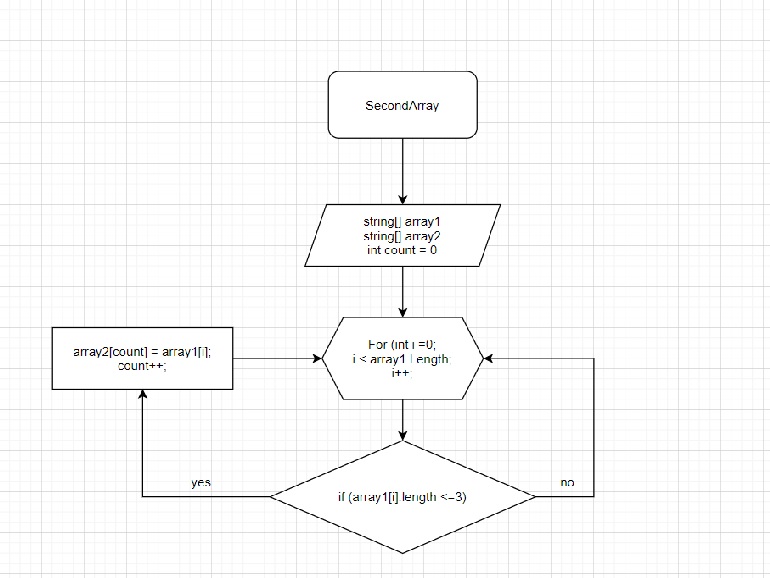 SecondArray
string[] array1
string[] array2
int count = 0
For (int i =0;
i < array1.Length;
i++;
array2[count] = array1[i];
count++;
yes
if (array1[i].length <=3)
no